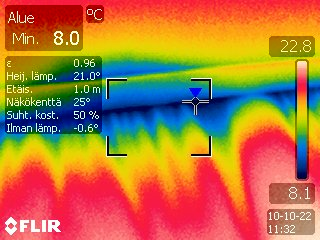 Alue °C
Min. 8.0
22.8
ε 0.96
Heij. lämp. 21.0°
Etäis. 1.0 m
Näkökenttä 25°
Suht. kost. 50 %
Ilman lämp. -0.6°
8.1
10-10-22
11:32
FLIR